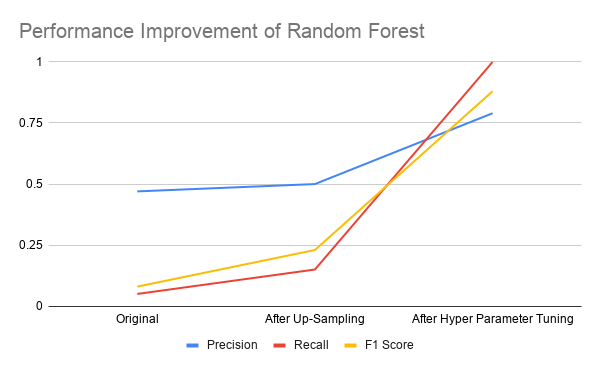 Performance Improvement of Random Forest
1
0.75
0.5
0.25
0
Original After Up-Sampling After Hyper Parameter Tuning
Precision Recall F1 Score